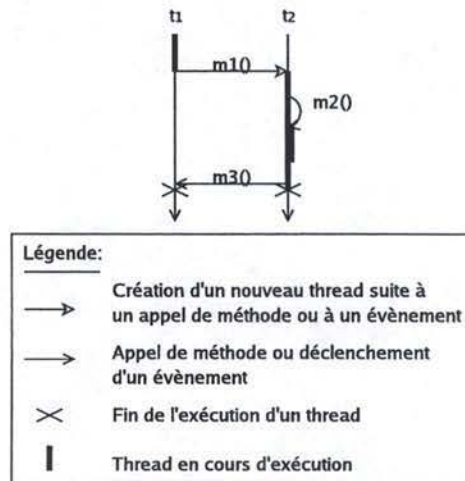 t1 t2
m1()
m2()
m3()
Légende:
Création d'un nouveau thread suite à
un appel de méthode ou à un évènement
Appel de méthode ou déclenchement
d'un évènement
Fin de l'exécution d'un thread
Thread en cours d'exécution